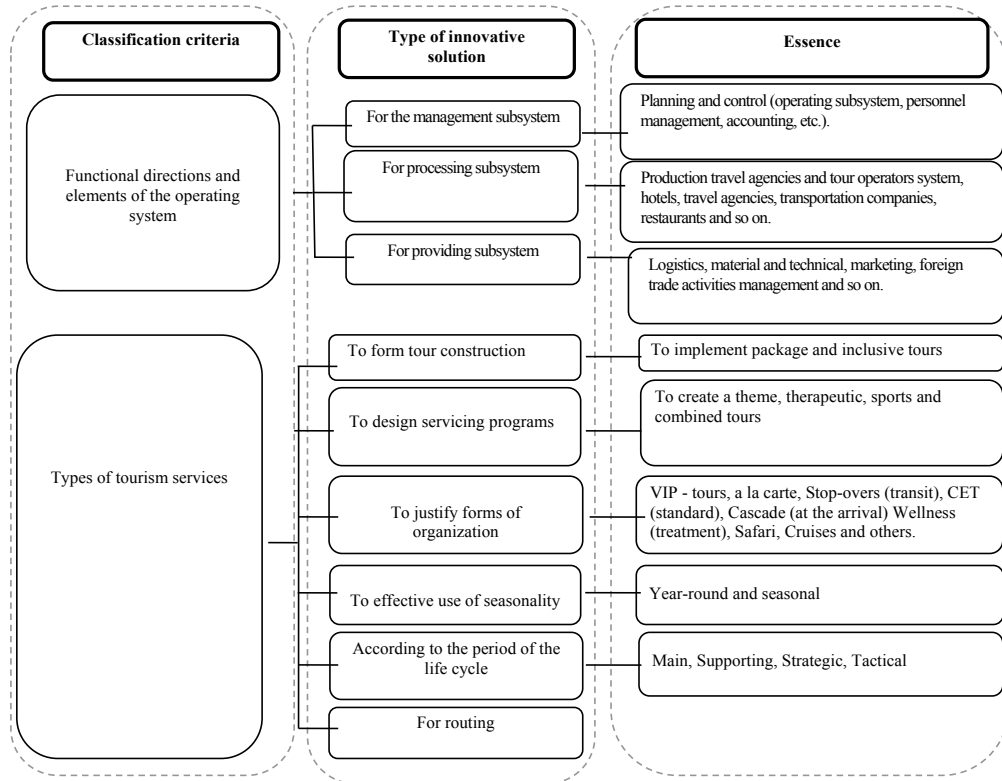 Classification criteria
Type of innovative
solution
Essence
Functional directions and
elements of the operating
system
For the management subsystem
Planning and control (operating subsystem, personnel
management, accounting, etc.).
For processing subsystem
Production travel agencies and tour operators system,
hotels, travel agencies, transportation companies,
restaurants and so on.
For providing subsystem
Logistics, material and technical, marketing, foreign
trade activities management and so on.
Types of tourism services
To form tour construction
To implement package and inclusive tours
To design servicing programs
To create a theme, therapeutic, sports and
combined tours
To justify forms of
organization
VIP - tours, a la carte, Stop-overs (transit), CET
(standard), Cascade (at the arrival) Wellness
(treatment), Safari, Cruises and others.
To effective use of seasonality
Year-round and seasonal
According to the period of the
life cycle
Main, Supporting, Strategic, Tactical
For routing